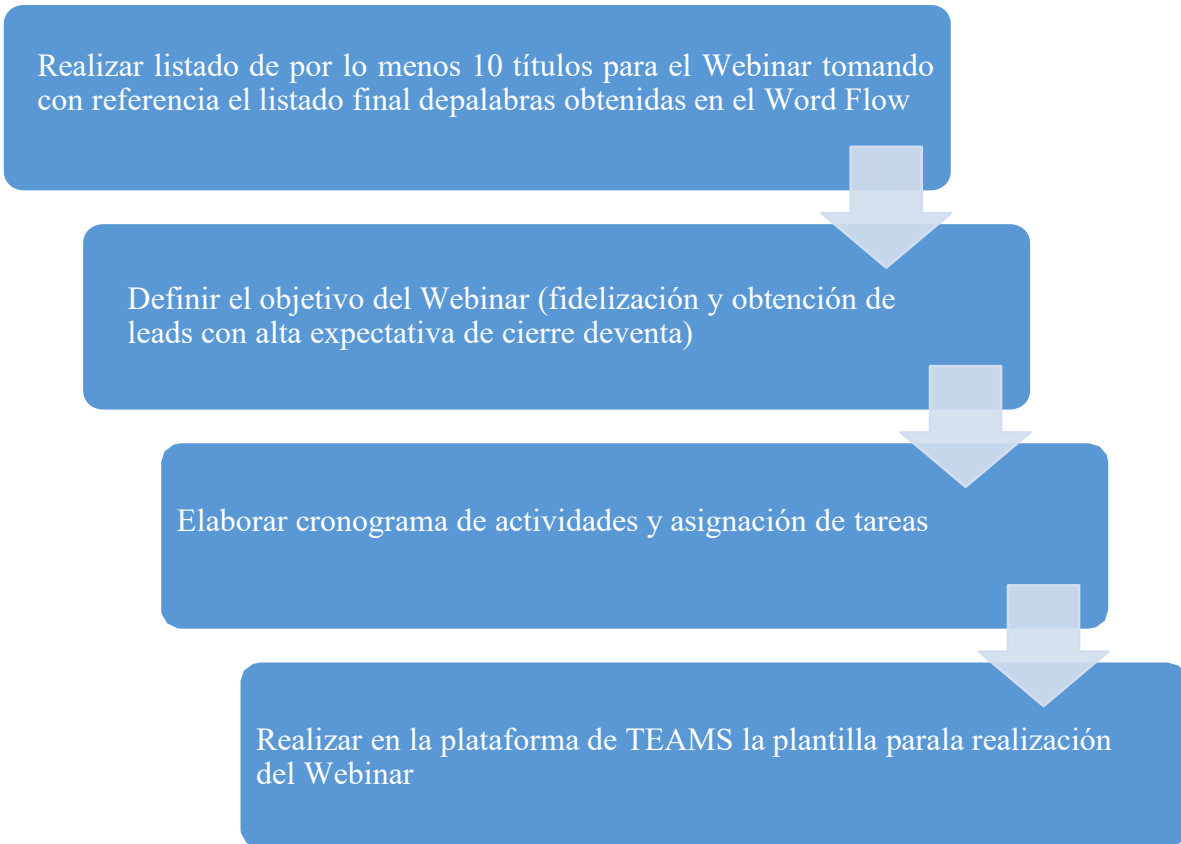 Realizar listado de por lo menos 10 títulos para el Webinar tomando
con referencia el listado final depalabras obtenidas en el Word Flow
Definir el objetivo del Webinar (fidelización y obtención de
leads con alta expectativa de cierre deventa)
Elaborar cronograma de actividades y asignación de tareas
Realizar en la plataforma de TEAMS la plantilla parala realización
del Webinar